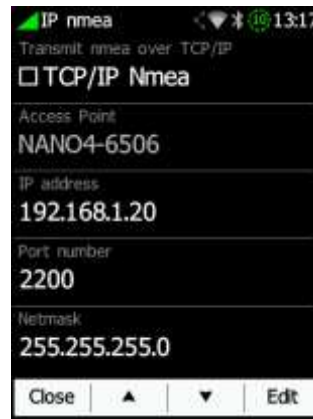 IP nmea 10 13:17
Transmit nmea over TCP/IP
TCP/IP Nmea
Access Point
NANO4-6506
IP address
192.168.1.20
Port number
2200
Netmask
255.255.255.0
Close Edit